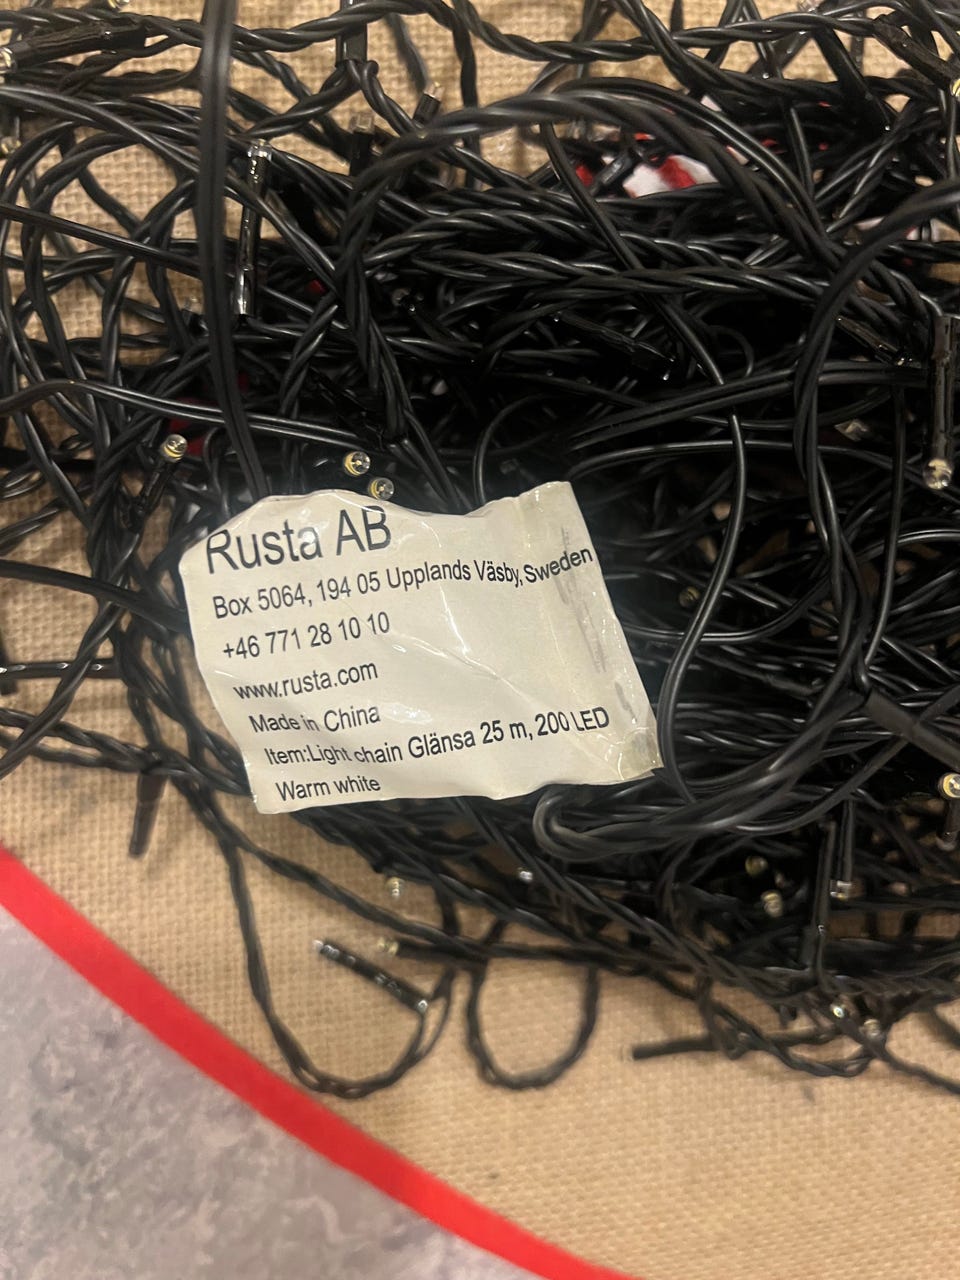 Rusta AB
Box 5064, 194 05 Upplands Väsby, Sweden
+46 771 28 10 10
www.rusta.com
Made in China
Item:Light chain Glänsa 25 m, 200 LED
Warm white